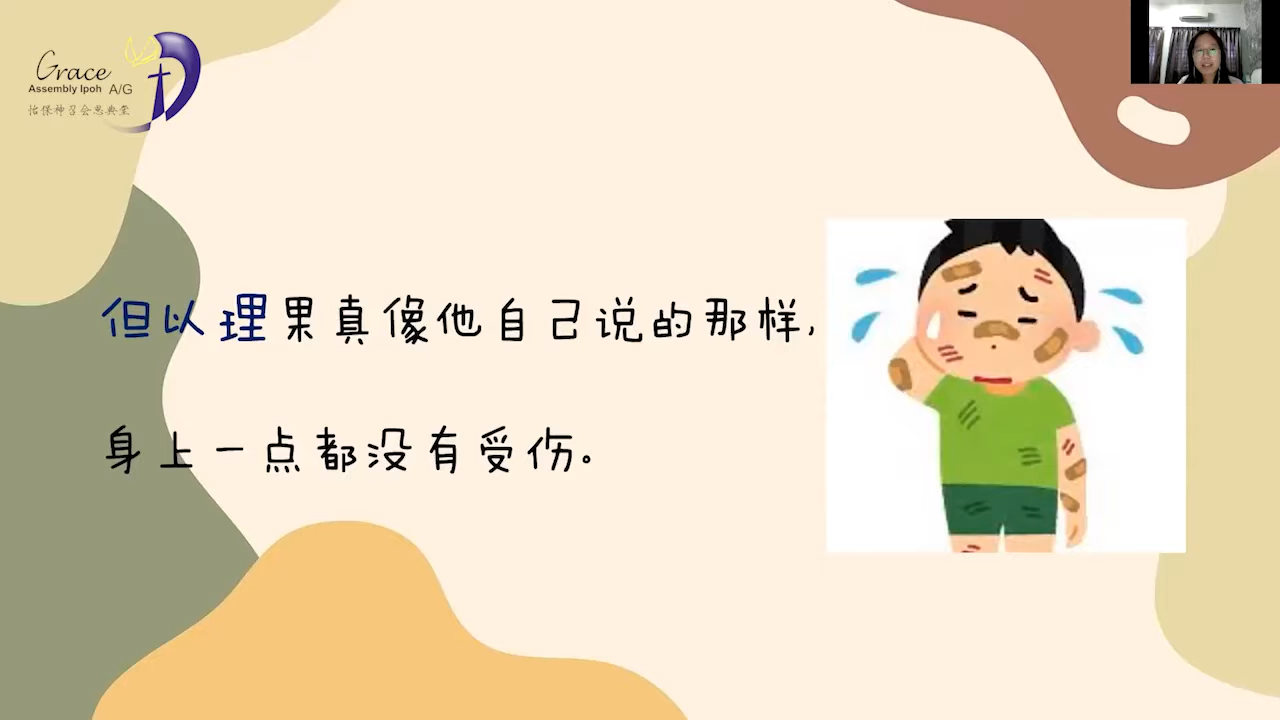 Grace
Assembly Ipoh A/G
怡保神召会恩典堂
但以理果真像他自己说的那样,
身上一点都没有受伤。